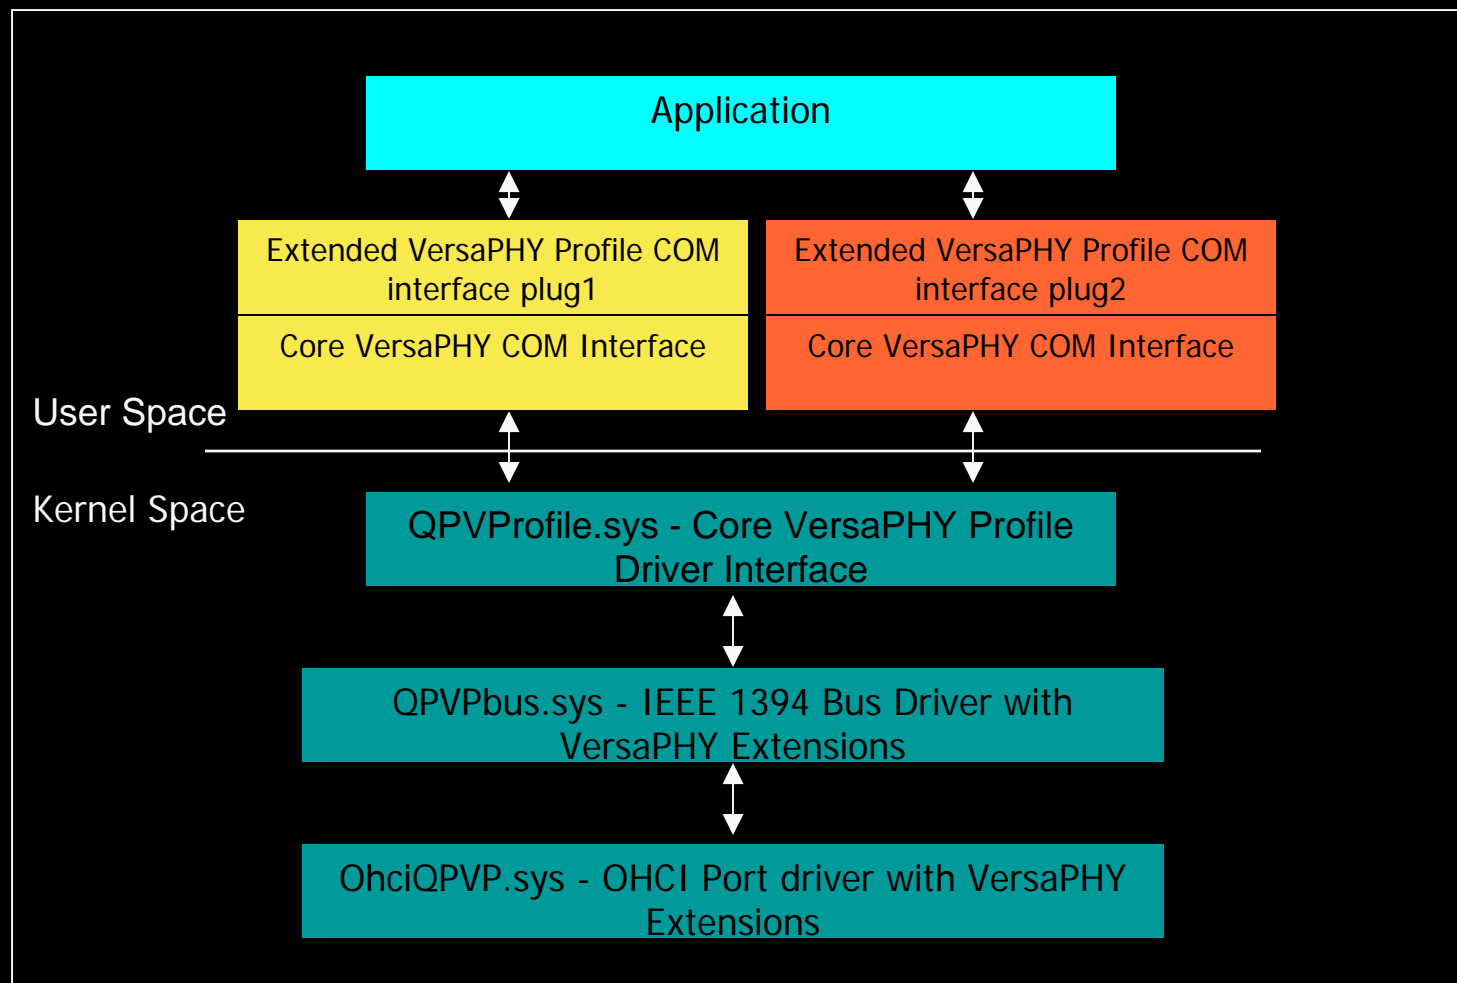 Application
Extended VersaPHY Profile COM
interface plug1
Extended VersaPHY Profile COM
interface plug2
Core VersaPHY COM Interface
Core VersaPHY COM Interface
User Space
Kernel Space
QPVProfile.sys - Core VersaPHY Profile
Driver Interface
QPVPbus.sys - IEEE 1394 Bus Driver with
VersaPHY Extensions
OhciQPVP.sys - OHCI Port driver with VersaPHY
Extensions